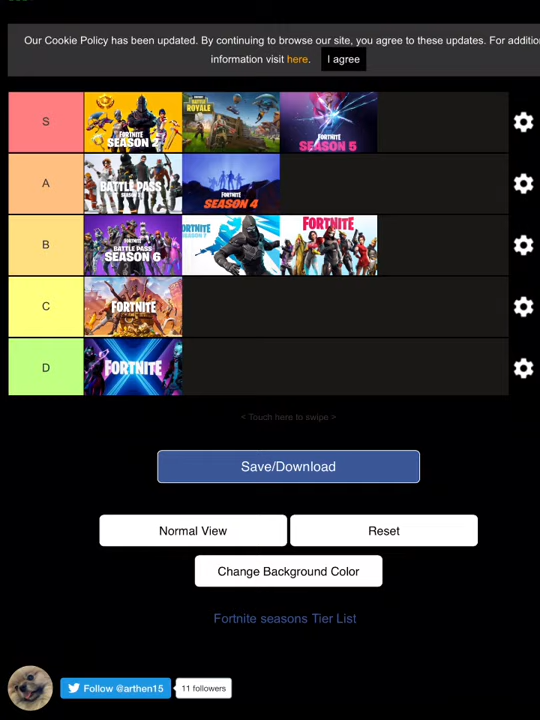 Our Cookie Policy has been updated. By continuing to browse our site, you agree to these updates. For additio
information visit here. I agree
S
FORTNITE
SEASON 2
BATTLE
ROYALE
FORTNITE
SEASON 5
A
BATTLE PASS
FORTNITE
SEASON 4
B
FORTNITE
BATTLE PASS
SEASON 6
FORTNITE
FORTNITE
C
FORTNITE
D
FORTNITE
< Touch here to swipe >
Save/Download
Normal View
Reset
Change Background Color
Fortnite seasons Tier List
Follow @arthen15
11 followers